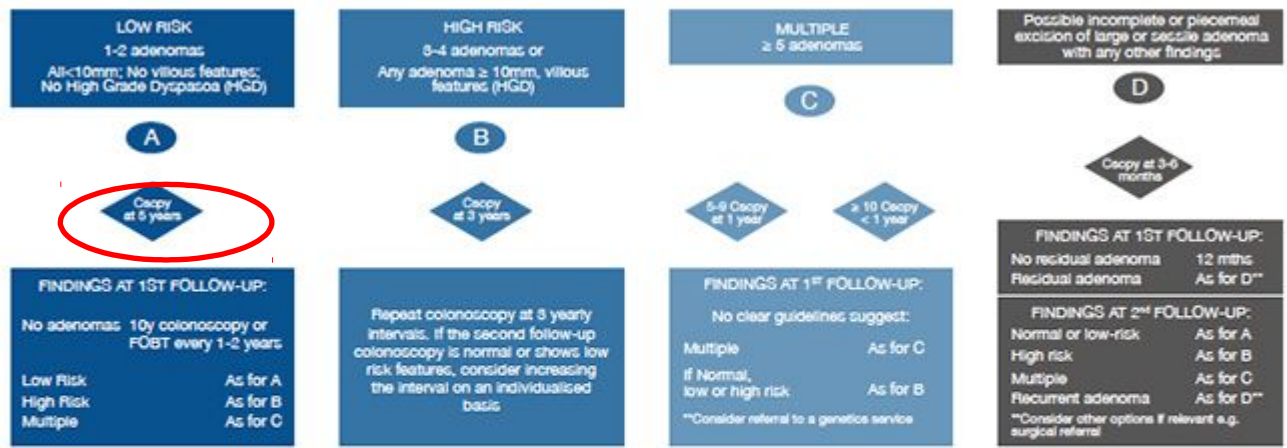 LOW RISK
1-2 adenomas
All<10mm; No villous features;
No High Grade Dyspasoa (HGD)
A
Cscpy
at 5 years
FINDINGS AT 1ST FOLLOW-UP:
No adenomas 10y colonoscopy or
FOBT every 1-2 years
Low Risk As for A
High Risk As for B
Multiple As for C
HIGH RISK
3-4 adenomas or
Any adenoma ≥ 10mm, villous
features (HGD)
B
Cscpy
at 3 years
Repeat colonoscopy at 3 yearly
intervals. If the second follow-up
colonoscopy is normal or shows low
risk features, consider increasing
the interval on an individualised
basis
MULTIPLE
≥ 5 adenomas
C
5-9 Cscpy
at 1 year
≥ 10 Cscpy
< 1 year
FINDINGS AT 1ST FOLLOW-UP:
No clear guidelines suggest:
Multiple As for C
If Normal,
low or high risk As for B
**Consider referral to a genetics service
Possible incomplete or piecemeal
excision of large or sessile adenoma
with any other findings
D
Cscpy at 3-6
months
FINDINGS AT 1ST FOLLOW-UP:
No residual adenoma 12 mths
Residual adenoma As for D**
FINDINGS AT 2nd FOLLOW-UP:
Normal or low-risk As for A
High risk As for B
Multiple As for C
Recurrent adenoma As for D**
**Consider other options if relevant e.g.
surgical referral